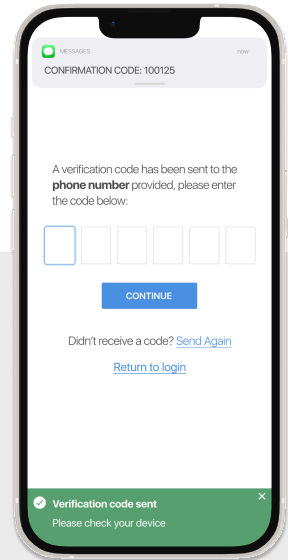 MESSAGES now
CONFIRMATION CODE: 100125
A verification code has been sent to the
phone number provided, please enter
the code below:
CONTINUE
Didn't receive a code? Send Again
Return to login
Verification code sent
Please check your device